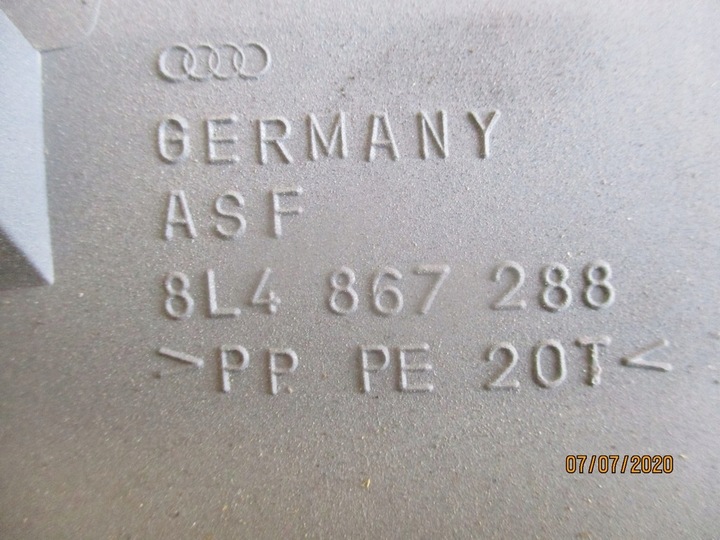 GERMANY
ASF
8L4 867 288
>PP PE 20T<
07/07/2020